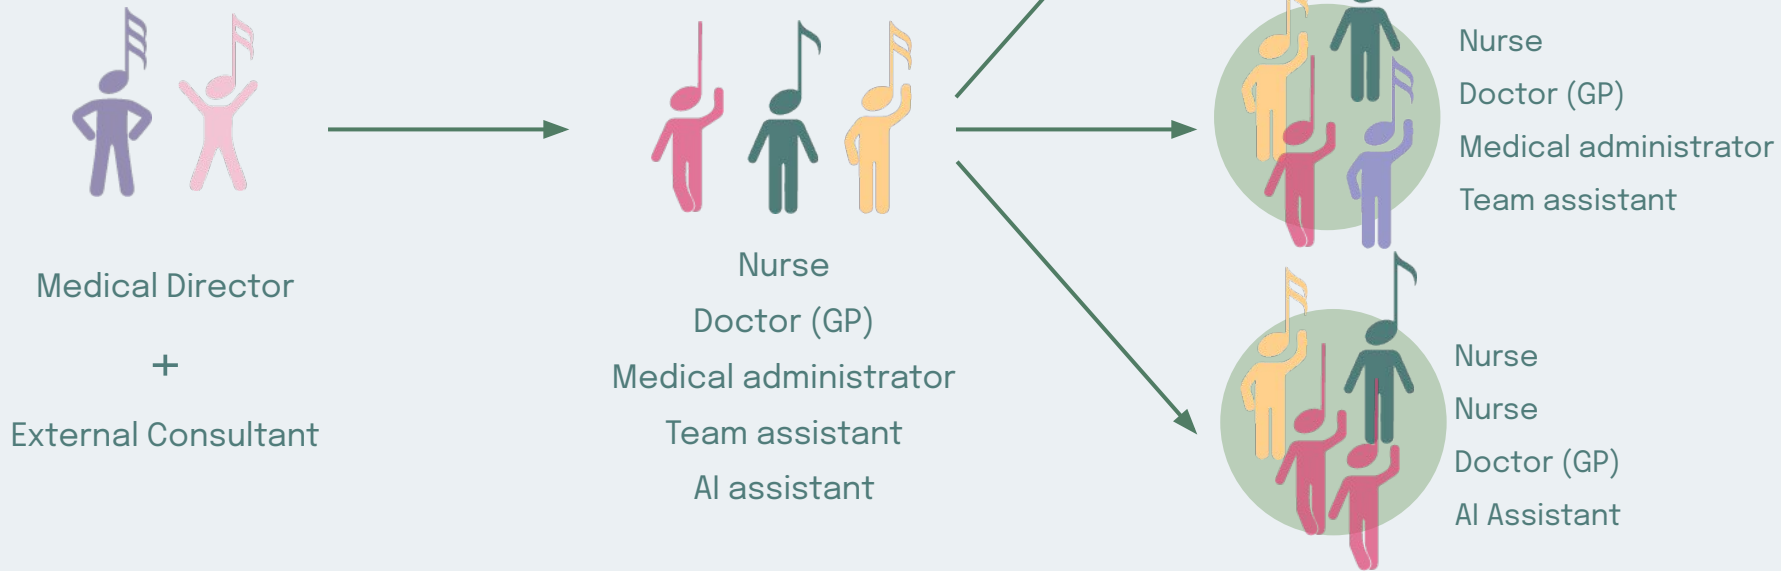 Medical Director
+
External Consultant
Nurse
Doctor (GP)
Medical administrator
Team assistant
AI assistant
Nurse
Doctor (GP)
Medical administrator
Team assistant
Nurse
Nurse
Doctor (GP)
AI Assistant